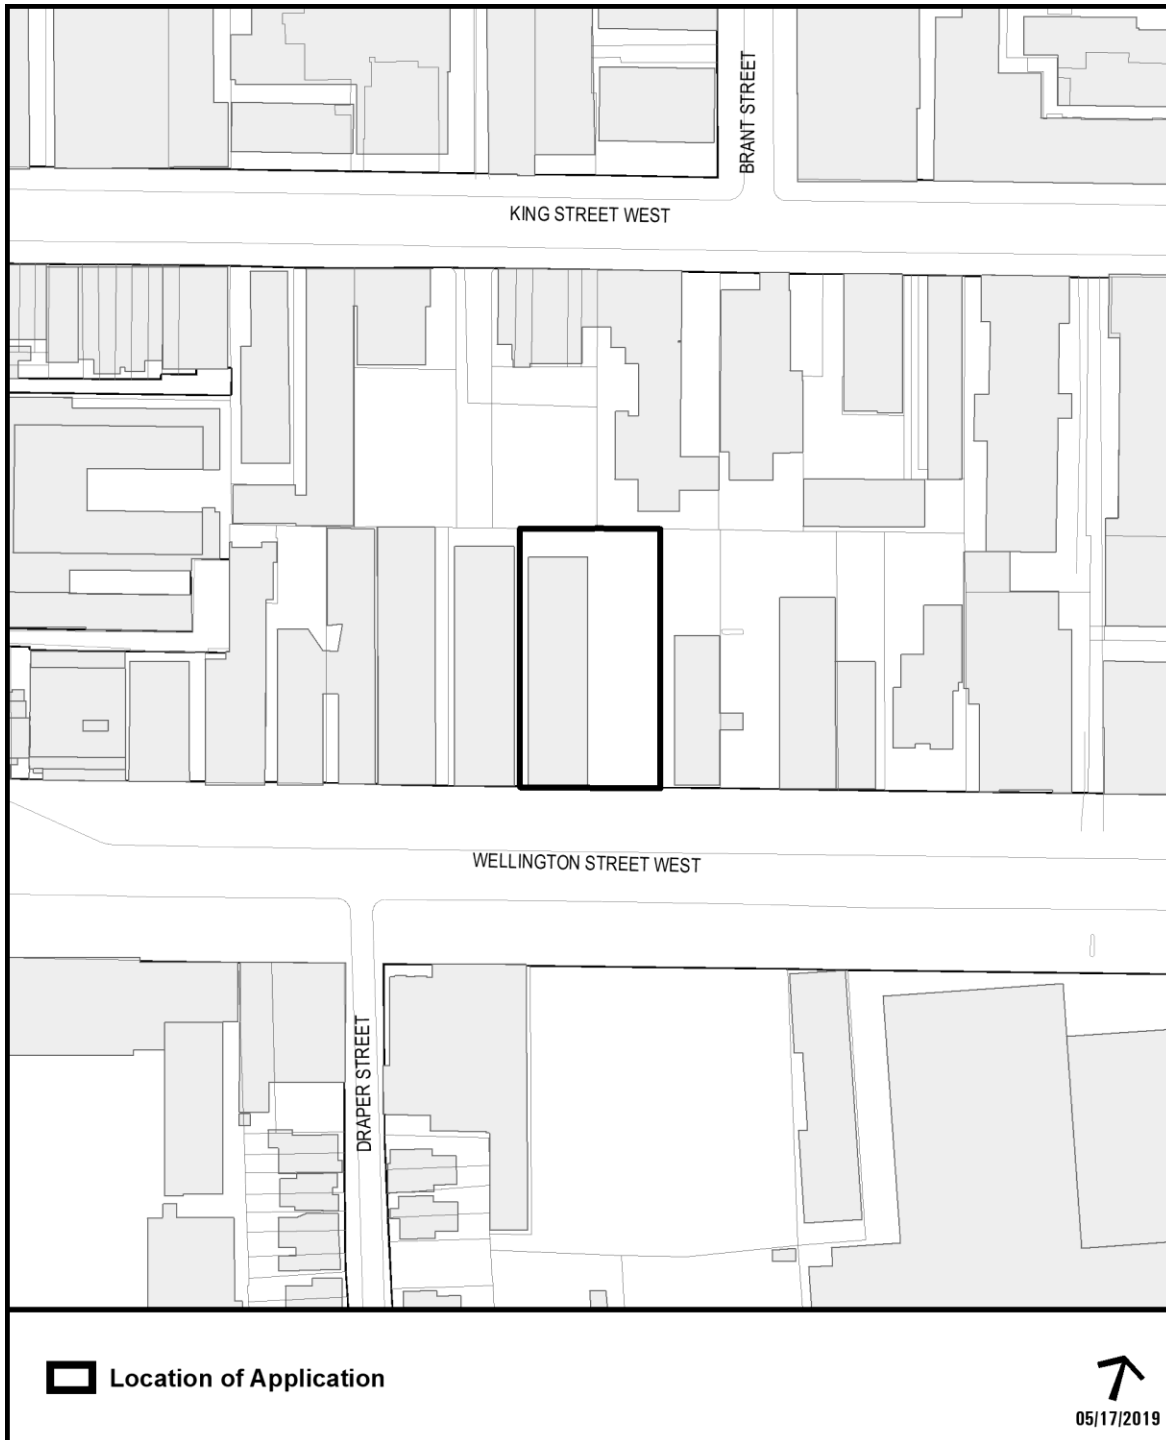 BRANT STREET
KING STREET WEST
WELLINGTON STREET WEST
DRAPER STREET
Location of Application
05/17/2019